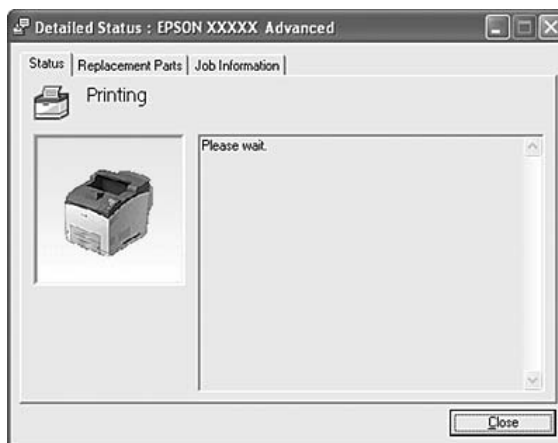 Detailed Status : EPSON XXXXX Advanced
Status Replacement Parts Job Information
Printing
Please wait.
Close